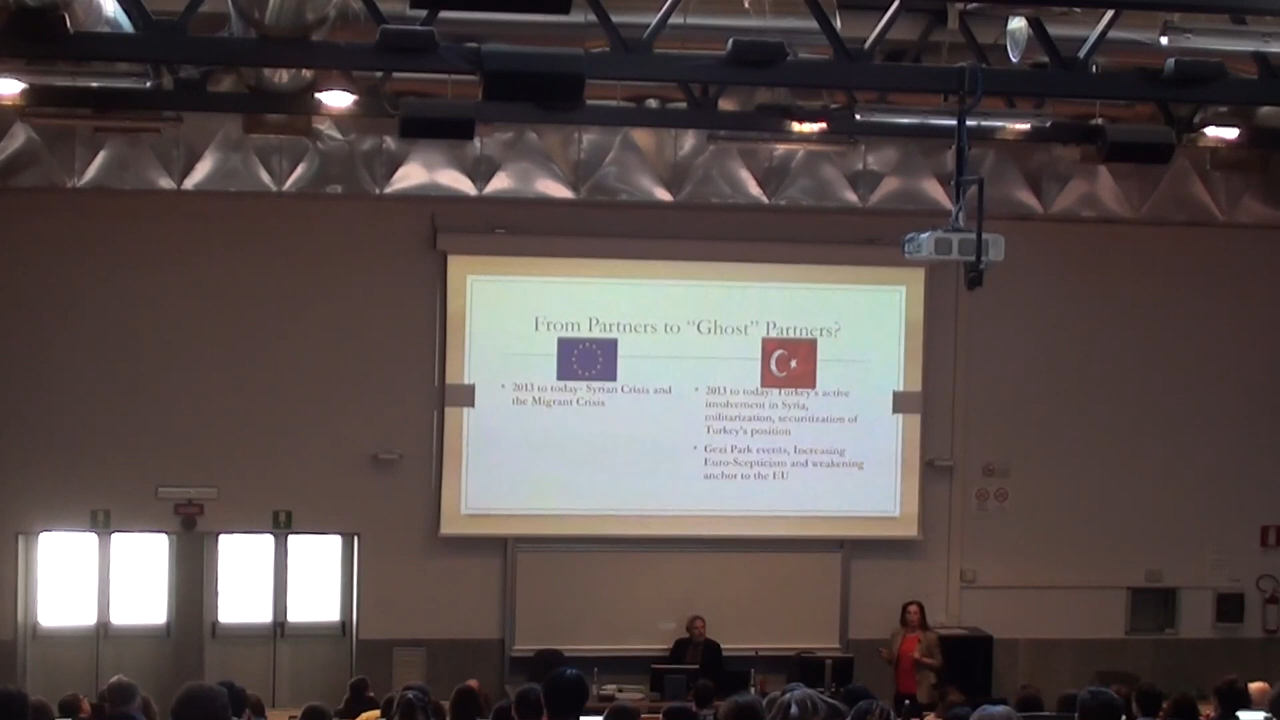 From Partners to “Ghost” Partners?
• 2013 to today- Syrian Crisis and
the Migrant Crisis
• 2013 to today: Turkey's active
involvement in Syria,
militarization, securitization of
Turkey's position
• Gezi Park events, Increasing
Euro-Scepticism and weakening
anchor to the EU